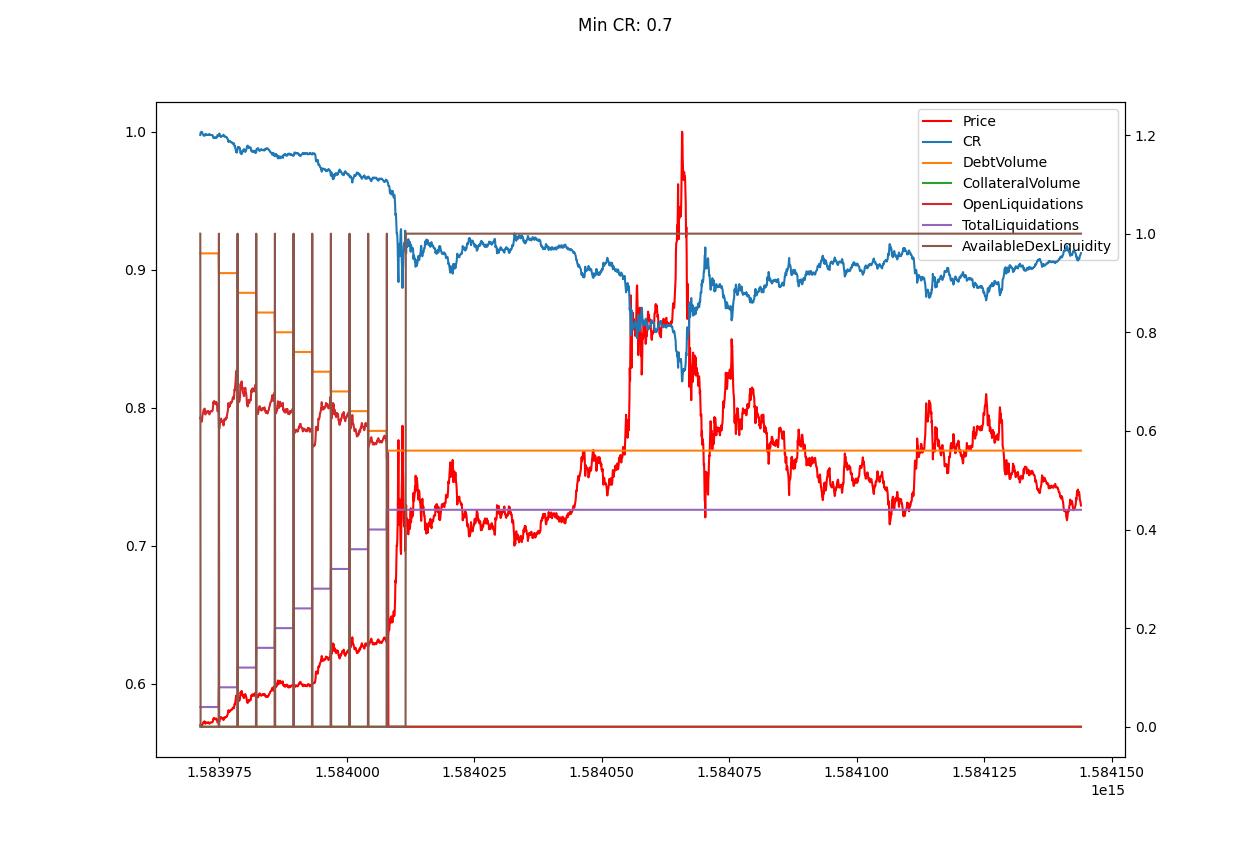 Min CR: 0.7
1.0
0.9
0.8
0.7
0.6
1.2
1.0
0.8
0.6
0.4
0.2
0.0
Price
CR
DebtVolume
CollateralVolume
OpenLiquidations
TotalLiquidations
AvailableDexLiquidity
1.583975 1.584000 1.584025 1.584050 1.584075 1.584100 1.584125 1.584150
1e15